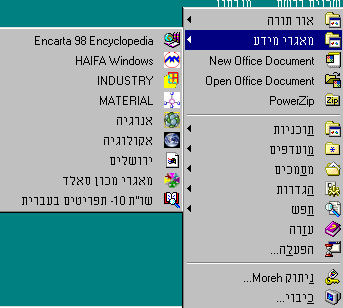 אור תורה
מאגרי מידע
New Office Document
Open Office Document
PowerZip
תוכניות
מועדפים
מסמכים
הגדרות
חפש
עזרה
הפעלה...
ניתוק Moreh...
כיבוי...
Encarta 98 Encyclopedia
HAIFA Windows
INDUSTRY
MATERIAL
אנרגיה
אקולוגיה
ירושלים
מאגרי מכון סאלד
שו"ת 10- תפריטים בעברית